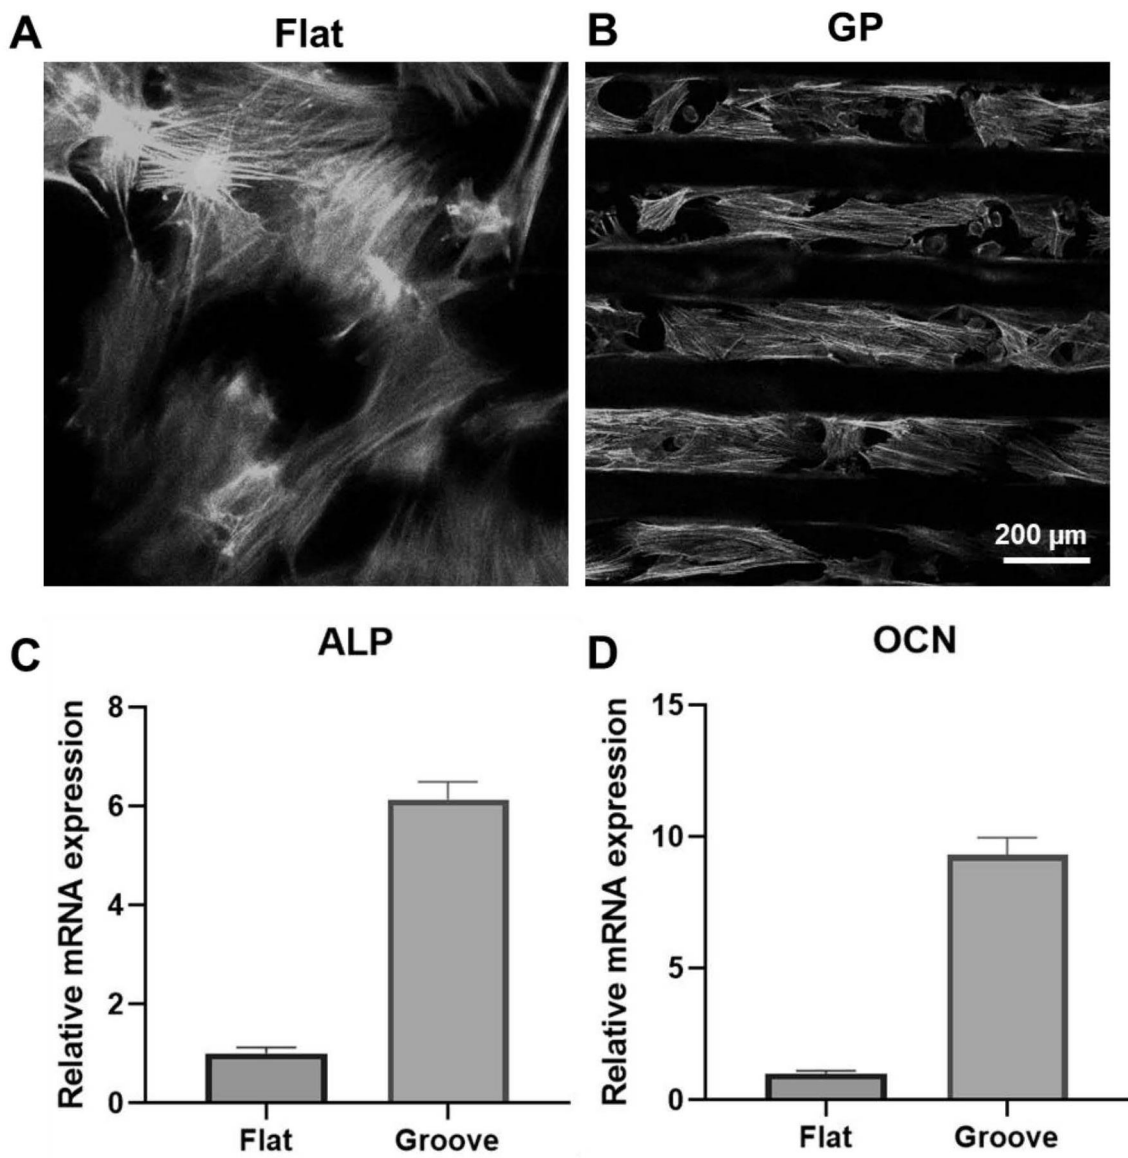 A
Flat
B
GP
200 µm
C
ALP
Relative mRNA expression
8
6
4
2
0
Flat
Groove
D
OCN
Relative mRNA expression
15
10
5
0
Flat
Groove